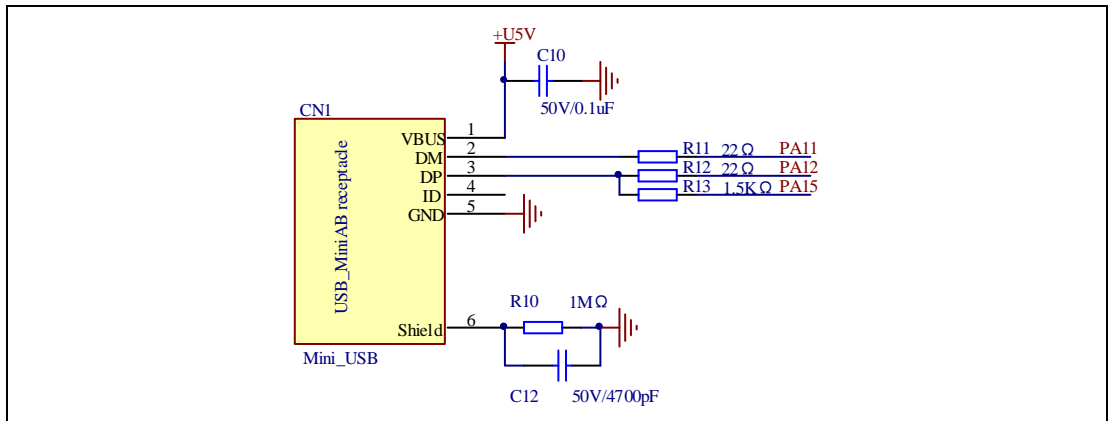 +U5V
C10
50V/0.1uF
CN1
VBUS 1
DM 2
DP 3
ID 4
GND 5
USB_MiniAB receptacle
R11 22Ω PA11
R12 22Ω PA12
R13 1.5KΩ PA15
R10 1MΩ
Shield 6
Mini_USB
C12 50V/4700pF